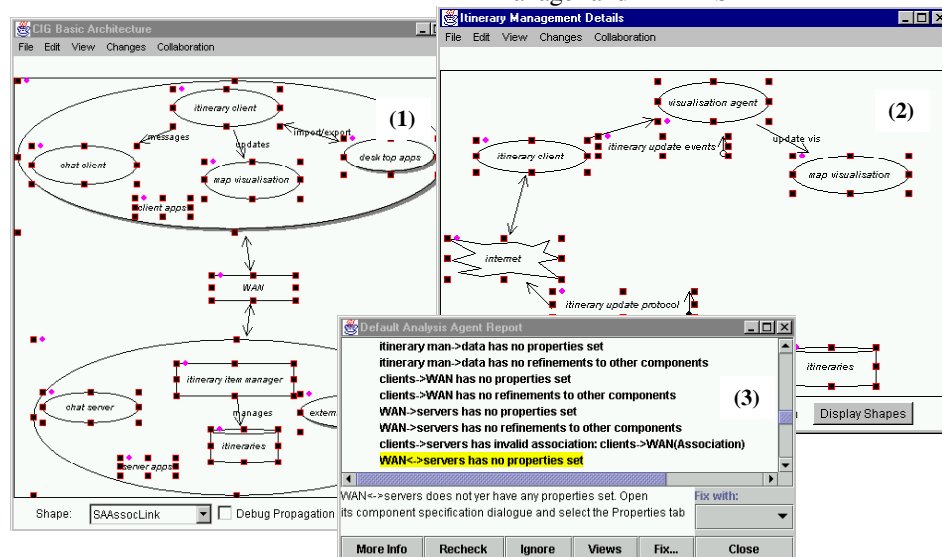 CIG Basic Architecture
File Edit View Changes Collaboration
itinerary client
(1)
messages
updates
import/export
chat client
map visualisation
desktop apps
client apps
WAN
itinerary item manager
chat server
manages
itineraries
server apps
Shape: SAAssocLink Debug Propagation
Itinerary Management Details
File Edit View Changes Collaboration
visualisation agent
(2)
itinerary update events
update vis
itinerary client
map visualisation
internet
itinerary update protocol
itineraries
Display Shapes
Default Analysis Agent Report
itinerary man->data has no properties set
itinerary man->data has no refinements to other components
clients->WAN has no properties set
clients->WAN has no refinements to other components
(3)
WAN->servers has no properties set
WAN->servers has no refinements to other components
clients->servers has invalid association: clients->WAN(Association)
WAN<->servers has no properties set
WAN<->servers does not yer have any properties set. Open
its component specification dialogue and select the Properties tab
Fix with:
More Info Recheck Ignore Views Fix... Close